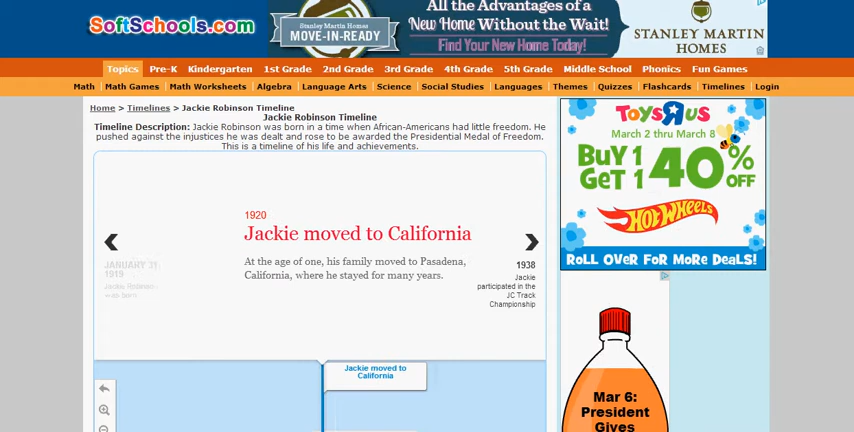 SoftSchools.com
Stanley Martin Homes
MOVE-IN-READY
All the Advantages of a
New Home Without the Wait!
Find Your New Home Today!
STANLEY MARTIN
HOMES
Topics Pre-K Kindergarten 1st Grade 2nd Grade 3rd Grade 4th Grade 5th Grade Middle School Phonics Fun Games
Math Math Games Math Worksheets Algebra Language Arts Science Social Studies Languages Themes Quizzes Flashcards Timelines Login
Home > Timelines > Jackie Robinson Timeline
Jackie Robinson Timeline
Timeline Description: Jackie Robinson was born in a time when African-Americans had little freedom. He
pushed against the injustices he was dealt and rose to be awarded the Presidential Medal of Freedom.
This is a timeline of his life and achievements.
JANUARY 31,
1919
Jackie Robinson
was born
1920
Jackie moved to California
At the age of one, his family moved to Pasadena,
California, where he stayed for many years.
1938
Jackie
participated in the
JC Track
Championship
Jackie moved to
California
TOYS R US
March 2 thru March 8
BUY 1
GET 1 40% OFF
Hot Wheels
ROLL OVER FOR MORE DEALS!
Mar 6:
President
Gives